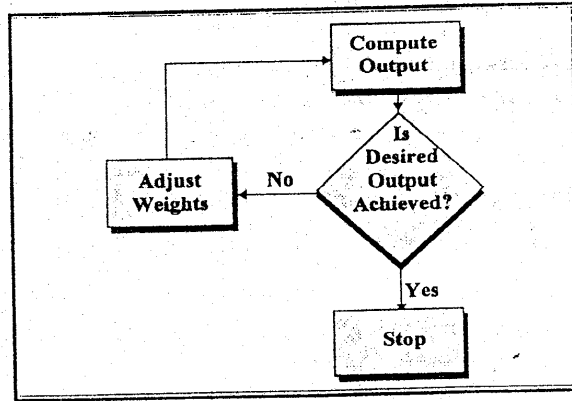 Compute
Output
Is
Desired
Output
Achieved?
No
Adjust
Weights
Yes
Stop